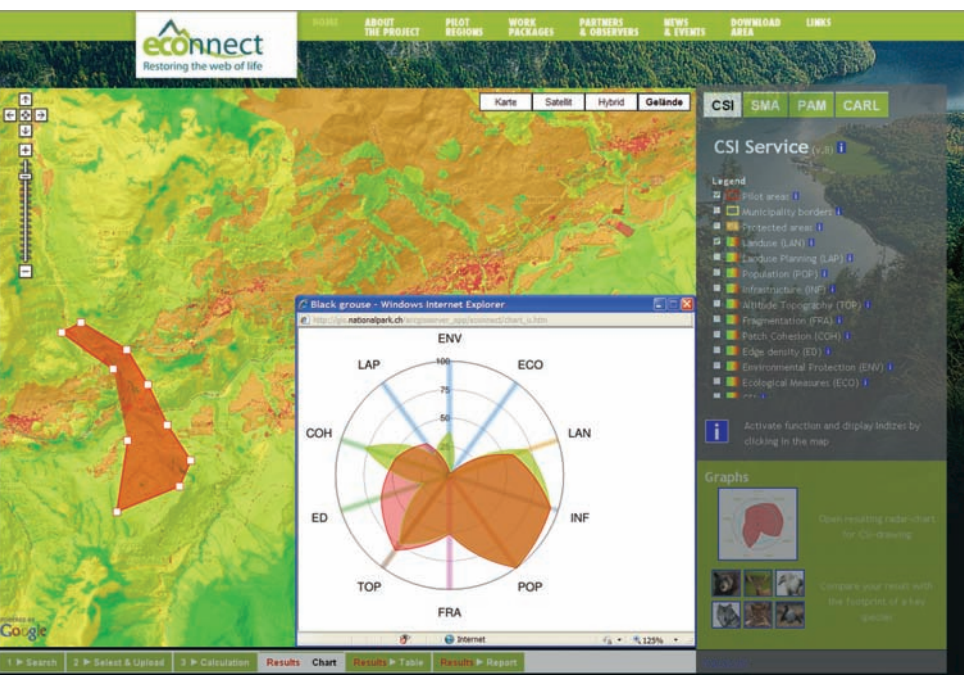 econnect
Restoring the web of life
HOME
ABOUT
THE PROJECT
PILOT
REGIONS
WORK
PACKAGES
PARTNERS
& OBSERVERS
NEWS
& EVENTS
DOWNLOAD
AREA
LINKS
Karte
Satellit
Hybrid
Gelände
CSI
SMA
PAM
CARL
CSI Service (v.8) i
Legend
Pilot areas i
Municipality borders i
Protected areas i
Landuse (LAN) i
Landuse Planning (LAP) i
Population (POP) i
Infrastructure (INF) i
Altitude Topography (TOP) i
Fragmentation (FRA) i
Patch Cohesion (COH) i
Edge density (ED) i
Environmental Protection (ENV) i
Ecological Measures (ECO) i
i
Activate function and display Indizes by
clicking in the map
Graphs
Open resulting radar-chart
for CSI-drawing
Compare your result with
the footprint of a key
species
Black grouse - Windows Internet Explorer
ENV
LAP
ECO
100
75
50
COH
LAN
ED
INF
TOP
POP
FRA
Internet
125%
POWERED BY
Google
1 Search
2 Select & Upload
3 Calculation
Results Chart
Results Table
Results Report